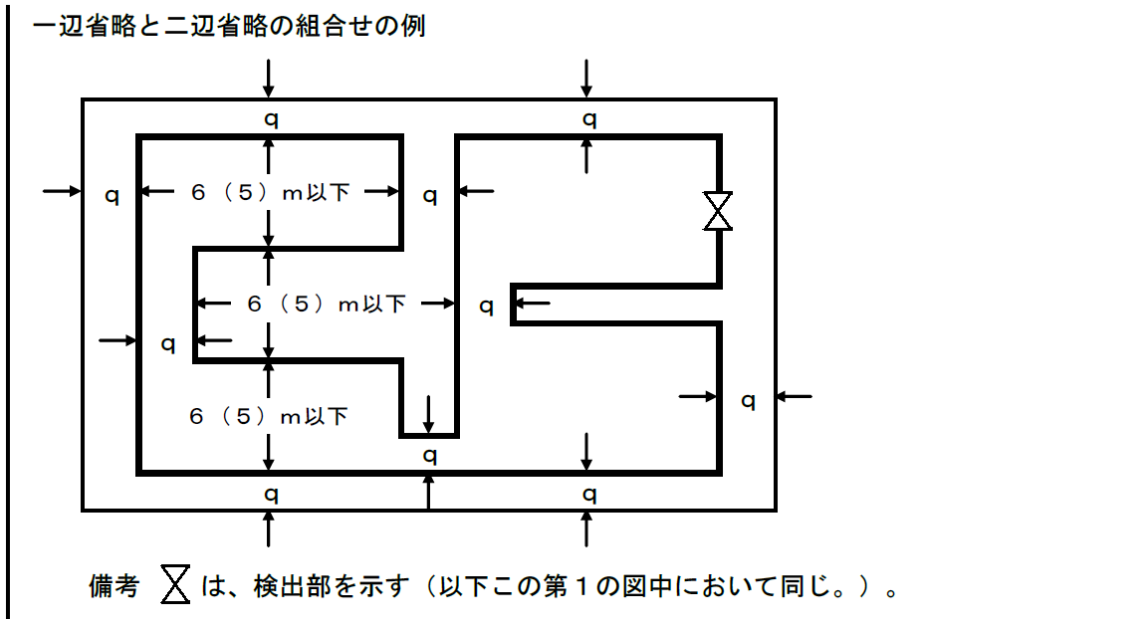 一辺省略と二辺省略の組合せの例
q q
q 6（5）m以下 q
6（5）m以下 q
q
q
6（5）m以下
q
q q
備考 は、検出部を示す（以下この第１の図中において同じ。）。